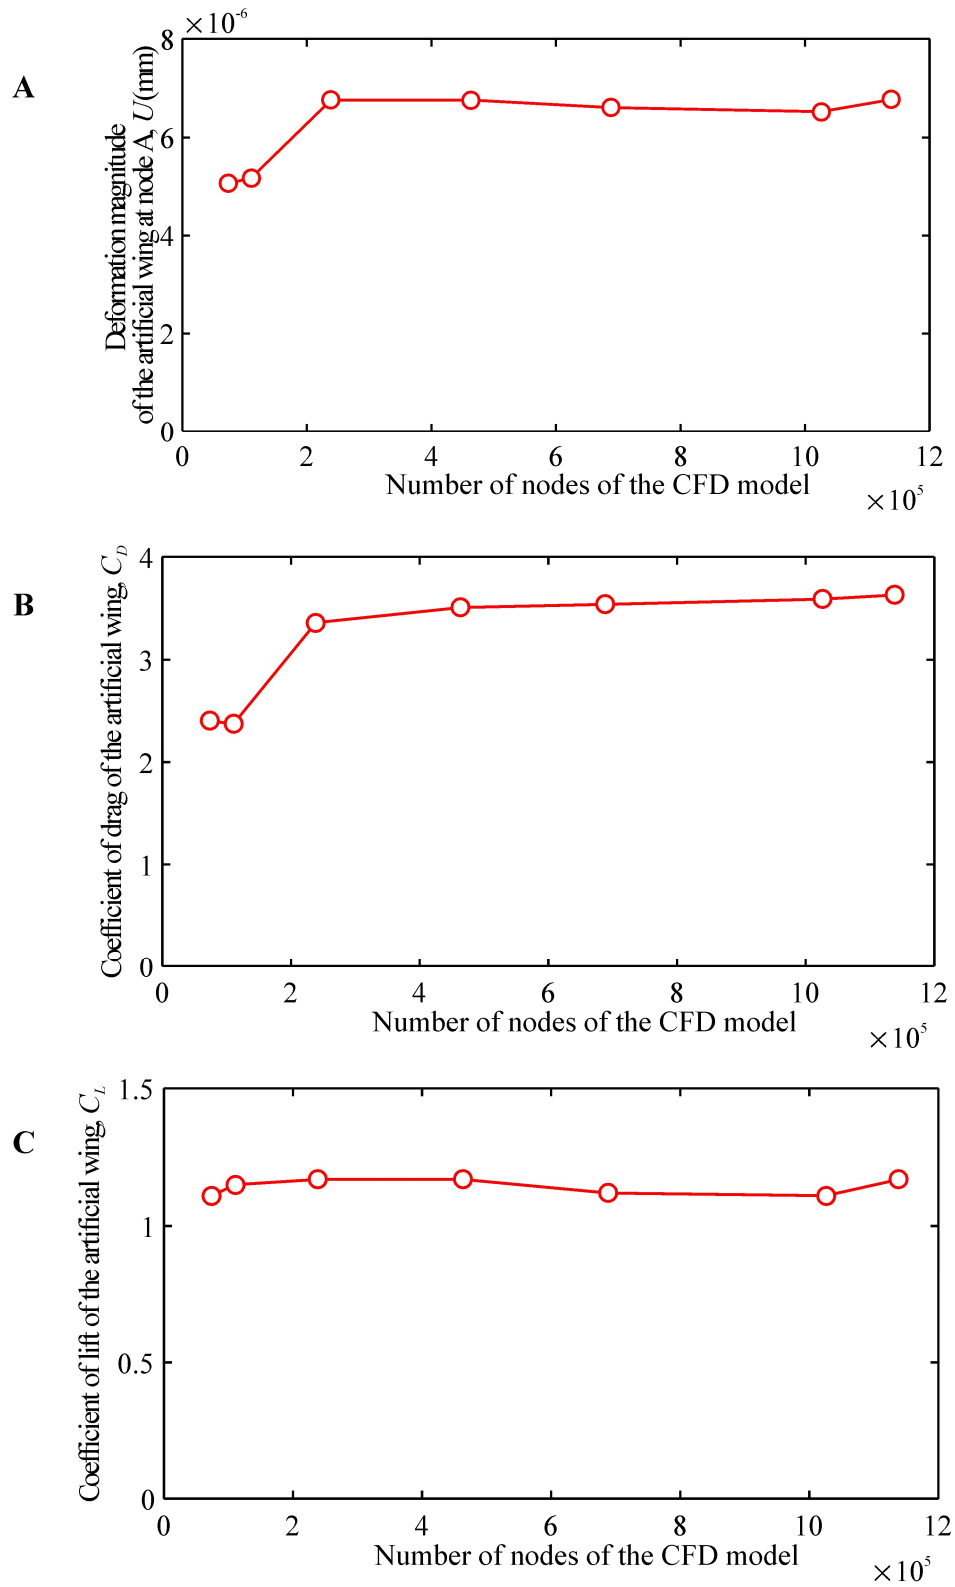 A
×10⁻⁶
Deformation magnitude
of the artificial wing at node A, U(mm)
8
6
4
2
0
0 2 4 6 8 10 12
Number of nodes of the CFD model
×10⁵
B
Coefficient of drag of the artificial wing, C_D
4
3
2
1
0
0 2 4 6 8 10 12
Number of nodes of the CFD model
×10⁵
C
Coefficient of lift of the artificial wing, C_L
1.5
1
0.5
0
0 2 4 6 8 10 12
Number of nodes of the CFD model
×10⁵